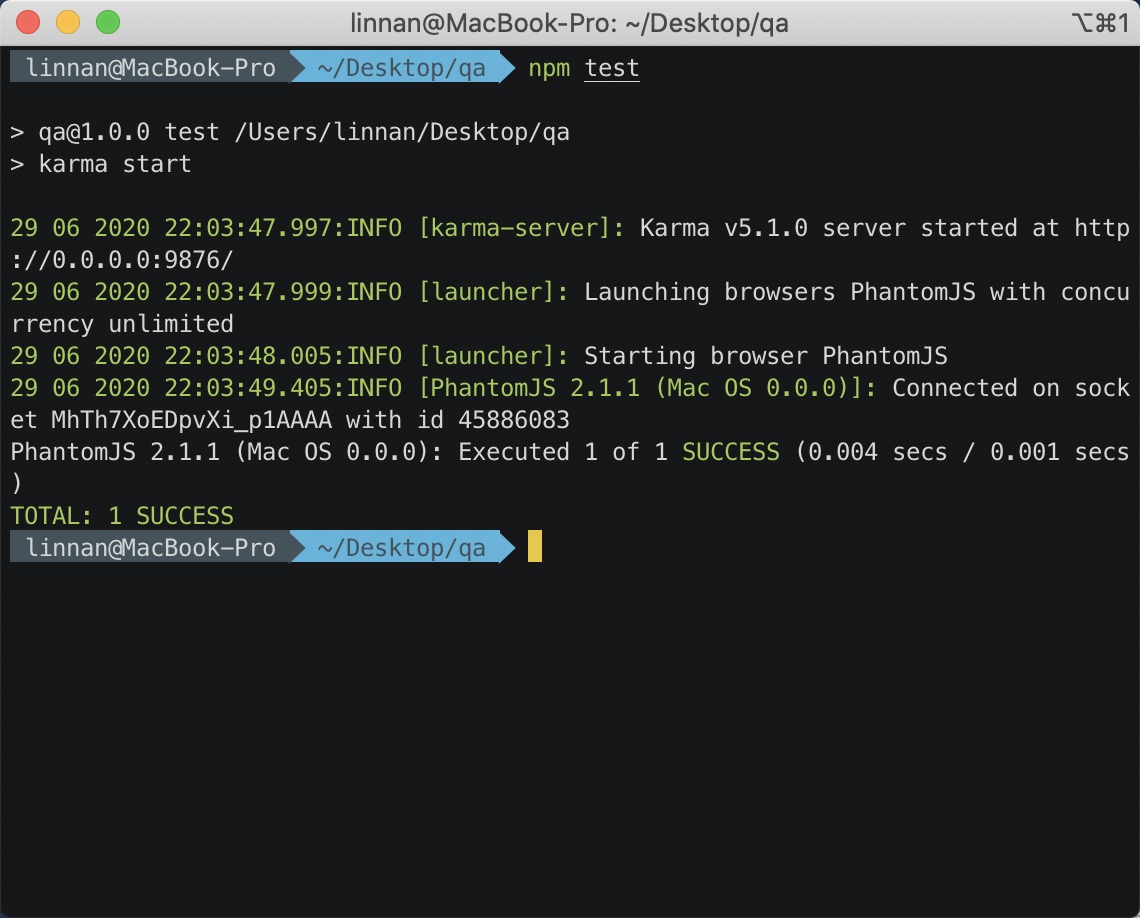 linnan@MacBook-Pro: ~/Desktop/qa
⌥⌘1
linnan@MacBook-Pro ~/Desktop/qa npm test
> qa@1.0.0 test /Users/linnan/Desktop/qa
> karma start
29 06 2020 22:03:47.997:INFO [karma-server]: Karma v5.1.0 server started at http
://0.0.0.0:9876/
29 06 2020 22:03:47.999:INFO [launcher]: Launching browsers PhantomJS with concu
rrency unlimited
29 06 2020 22:03:48.005:INFO [launcher]: Starting browser PhantomJS
29 06 2020 22:03:49.405:INFO [PhantomJS 2.1.1 (Mac OS 0.0.0)]: Connected on sock
et MhTh7XoEDpvXi_p1AAAA with id 45886083
PhantomJS 2.1.1 (Mac OS 0.0.0): Executed 1 of 1 SUCCESS (0.004 secs / 0.001 secs
)
TOTAL: 1 SUCCESS
linnan@MacBook-Pro ~/Desktop/qa